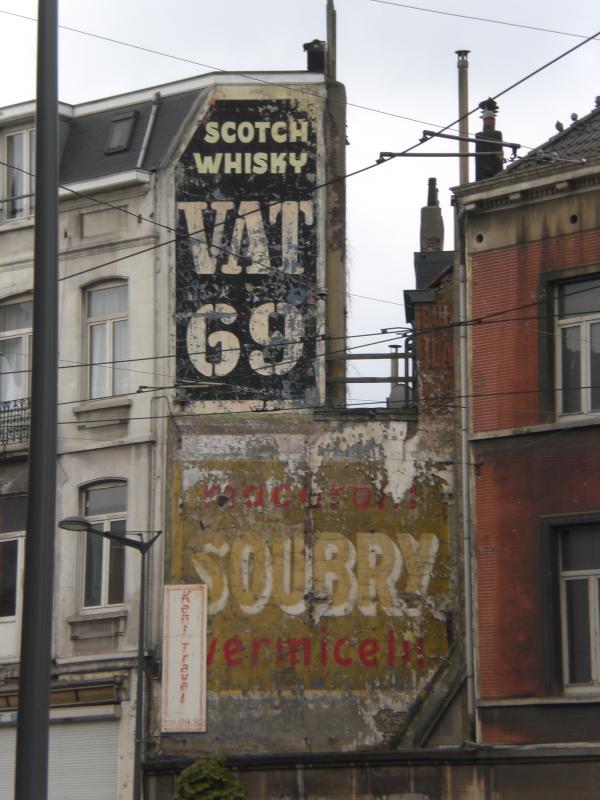 SCOTCH
WHISKY
VAT
69
macaroni
SOUBRY
vermicelli
Kent Travel